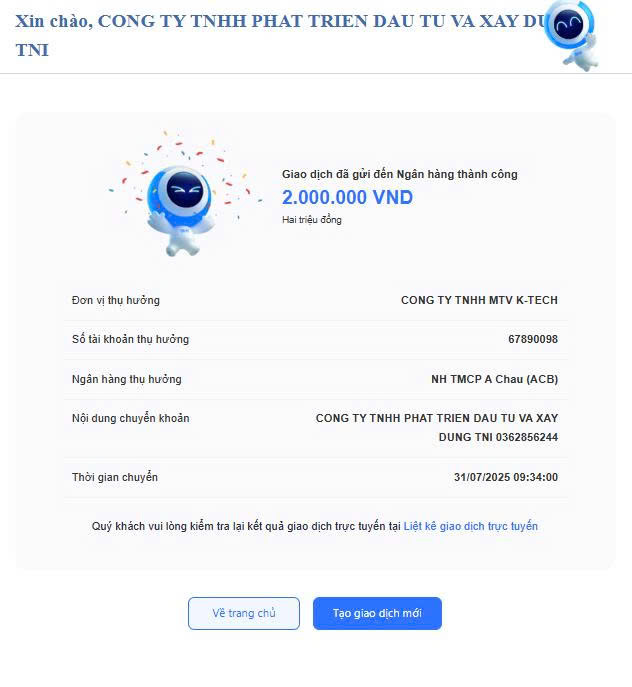 Xin chào, CONG TY TNHH PHAT TRIEN DAU TU VA XAY
TNI
Giao dịch đã gửi đến Ngân hàng thành công
2.000.000 VND
Hai triệu đồng
Đơn vị thụ hưởng CONG TY TNHH MTV K-TECH
Số tài khoản thụ hưởng 67890098
Ngân hàng thụ hưởng NH TMCP A Chau (ACB)
Nội dung chuyển khoản CONG TY TNHH PHAT TRIEN DAU TU VA XAY
DUNG TNI 0362856244
Thời gian chuyển 31/07/2025 09:34:00
Quý khách vui lòng kiểm tra lại kết quả giao dịch trực tuyến tại Liệt kê giao dịch trực tuyến
Về trang chủ Tạo giao dịch mới